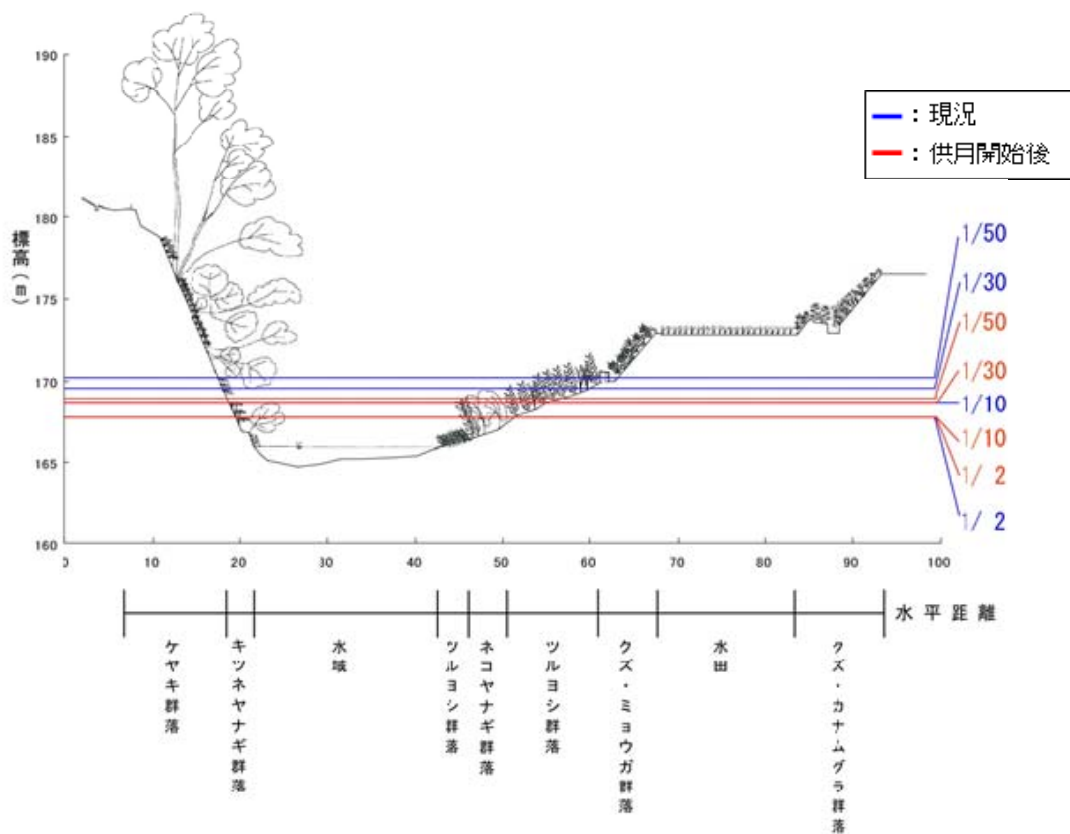 190
185
180
175
170
165
160
標高(m)
━:現況
━:供月開始後
1/50
1/30
1/50
1/30
1/10
1/10
1/ 2
1/ 2
0 10 20 30 40 50 60 70 80 90 100
水平距離
ケヤキ群落
キツネヤナギ群落
水域
ツルヨシ群落
ネコヤナギ群落
ツルヨシ群落
クズ・ミョウガ群落
水田
クズ・カナムグラ群落